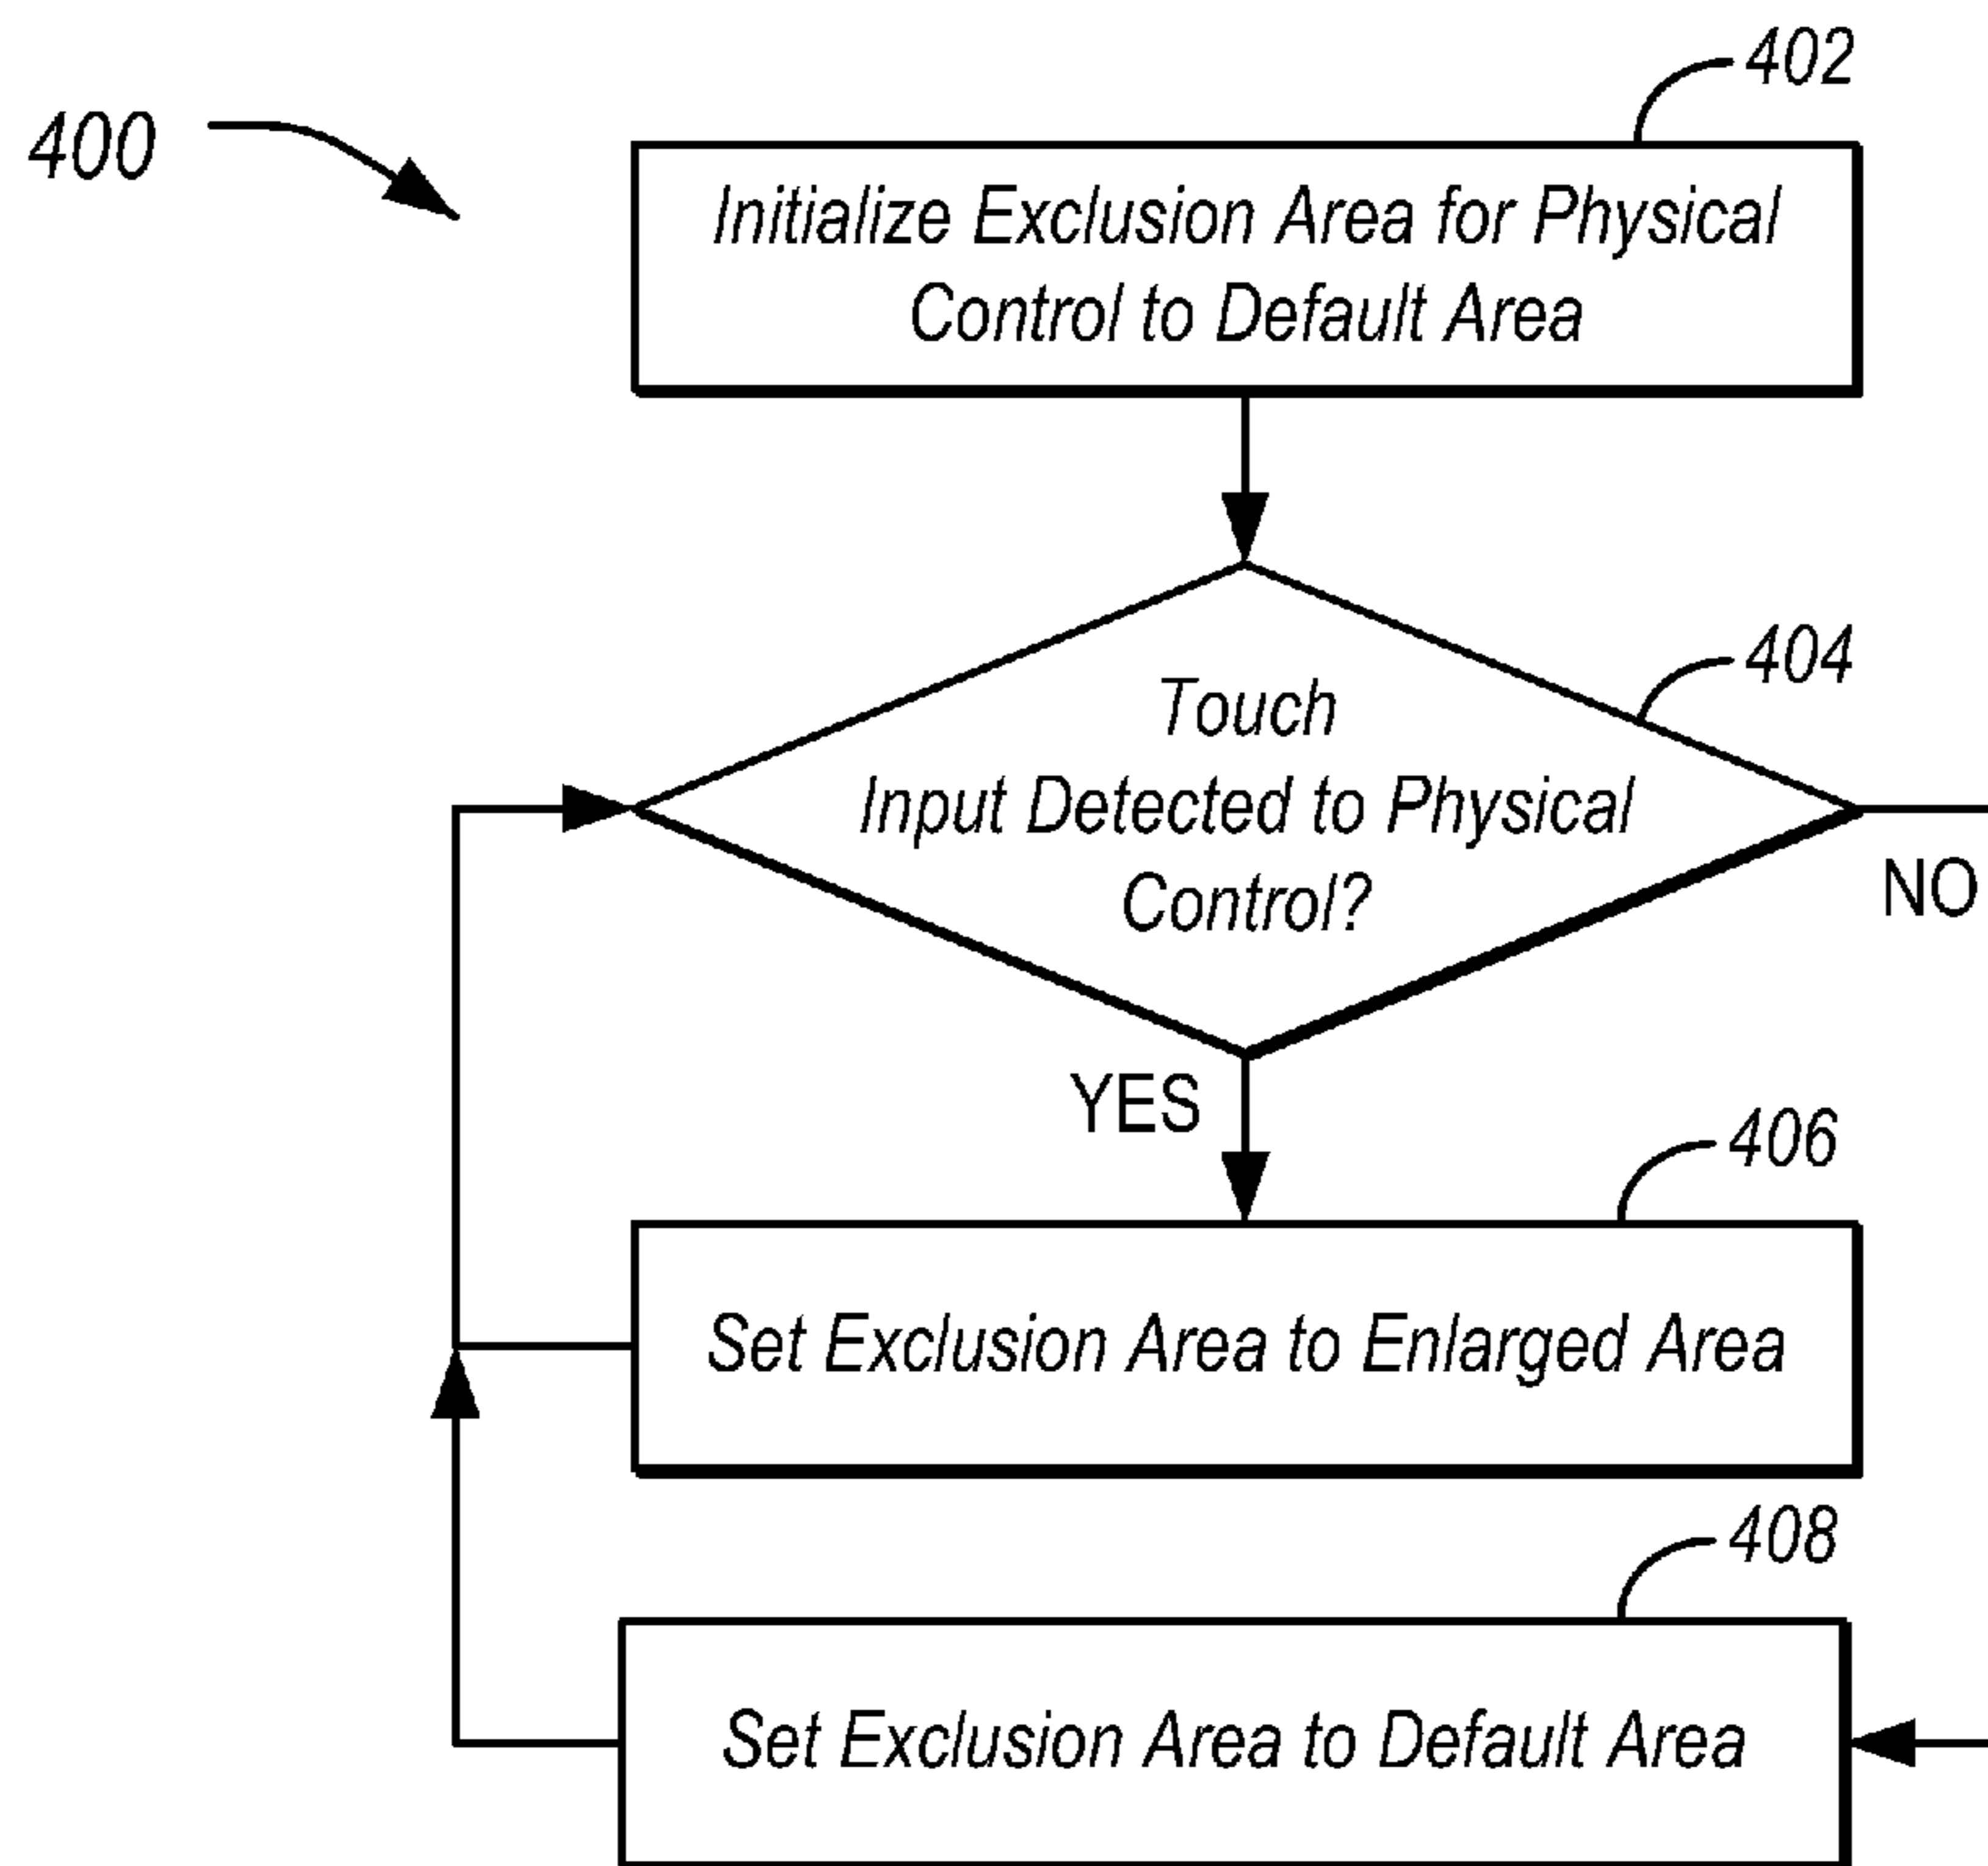 400
402
Initialize Exclusion Area for Physical
Control to Default Area
404
Touch
Input Detected to Physical
Control?
NO
YES
406
Set Exclusion Area to Enlarged Area
408
Set Exclusion Area to Default Area